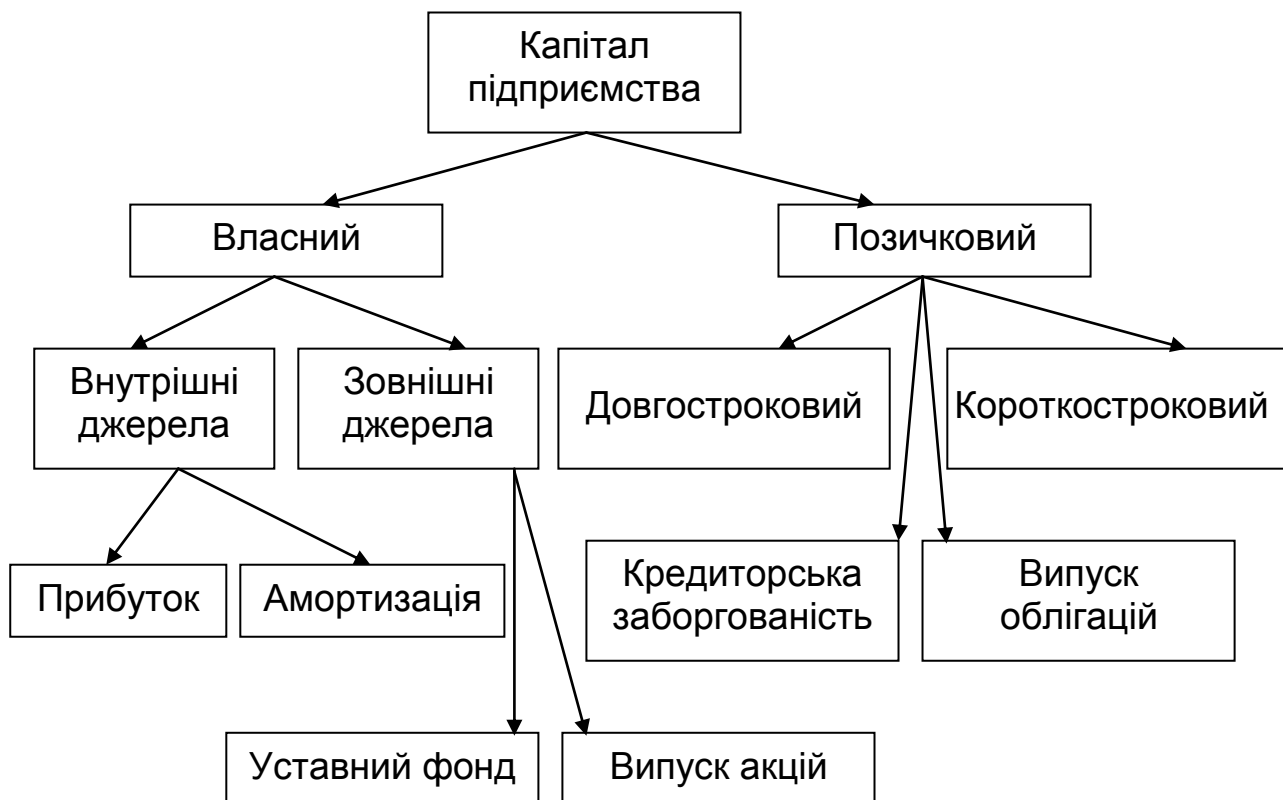 Капітал
підприємства
Власний
Позичковий
Внутрішні
джерела
Зовнішні
джерела
Довгостроковий
Короткостроковий
Прибуток
Амортизація
Кредиторська
заборгованість
Випуск
облігацій
Уставний фонд
Випуск акцій